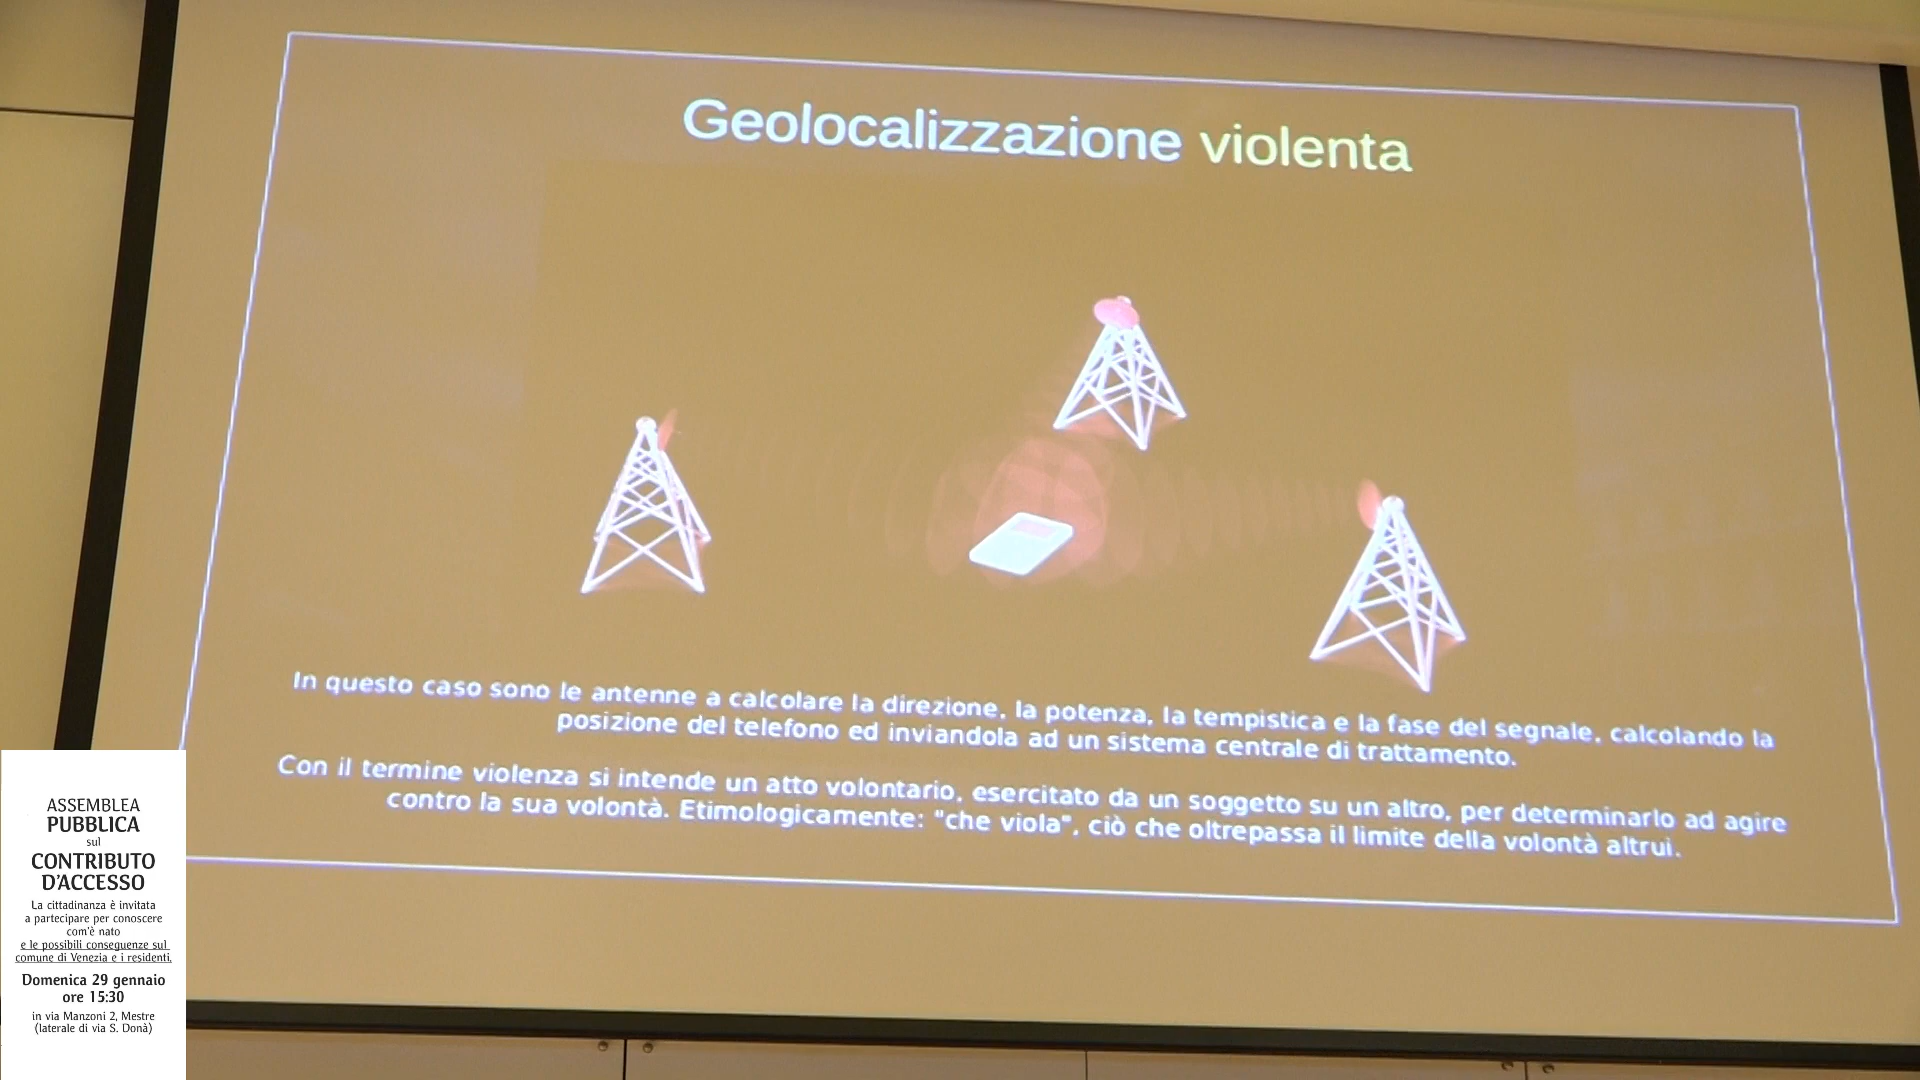 Geolocalizzazione violenta
In questo caso sono le antenne a calcolare la direzione, la potenza, la tempistica e la fase del segnale, calcolando la
posizione del telefono ed inviandola ad un sistema centrale di trattamento.
Con il termine violenza si intende un atto volontario, esercitato da un soggetto su un altro, per determinarlo ad agire
contro la sua volontà. Etimologicamente: "che viola", ciò che oltrepassa il limite della volontà altrui.
ASSEMBLEA
PUBBLICA
sul
CONTRIBUTO
D'ACCESSO
La cittadinanza è invitata
a partecipare per conoscere
com'è nato
e le possibili conseguenze sul
comune di Venezia e i residenti.
Domenica 29 gennaio
ore 15:30
in via Manzoni 2, Mestre
(laterale di via S. Donà)